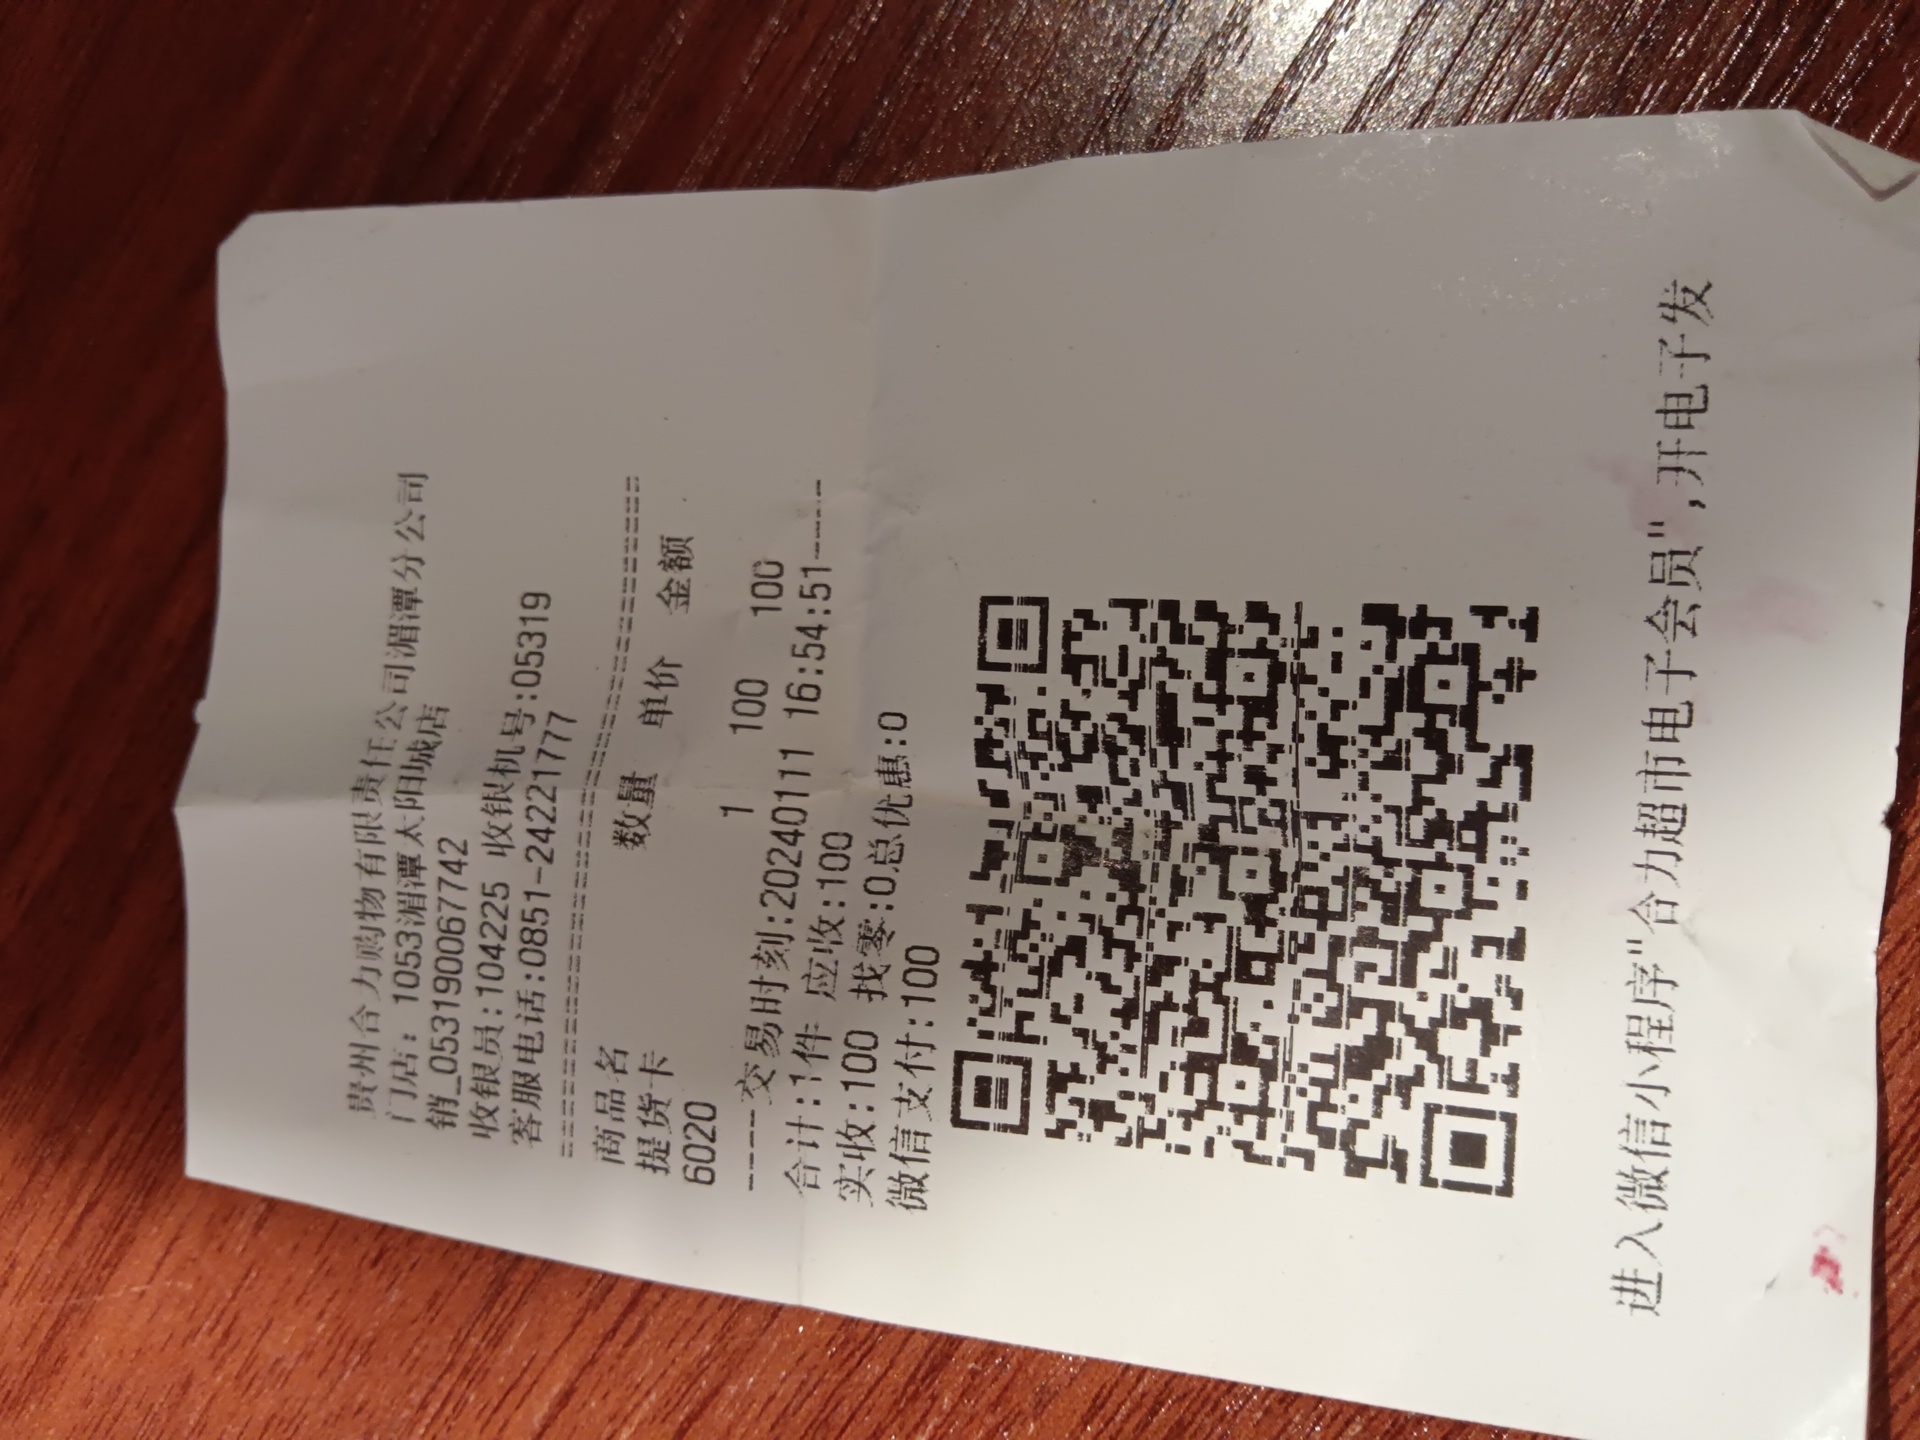 贵州合力购物有限责任公司湄潭分公司
门店: 1053湄潭太阳城店
销_053190067742
收银员:104225 收银机号:05319
客服电话:0851-24221777
================================
商品名 数量 单价 金额
提货卡
6020 1 100 100
----交易时刻:20240111 16:54:51----
合计:1件 应收:100
实收:100 找零:0总优惠:0
微信支付:100
进入微信小程序"合力超市电子会员",开电子发